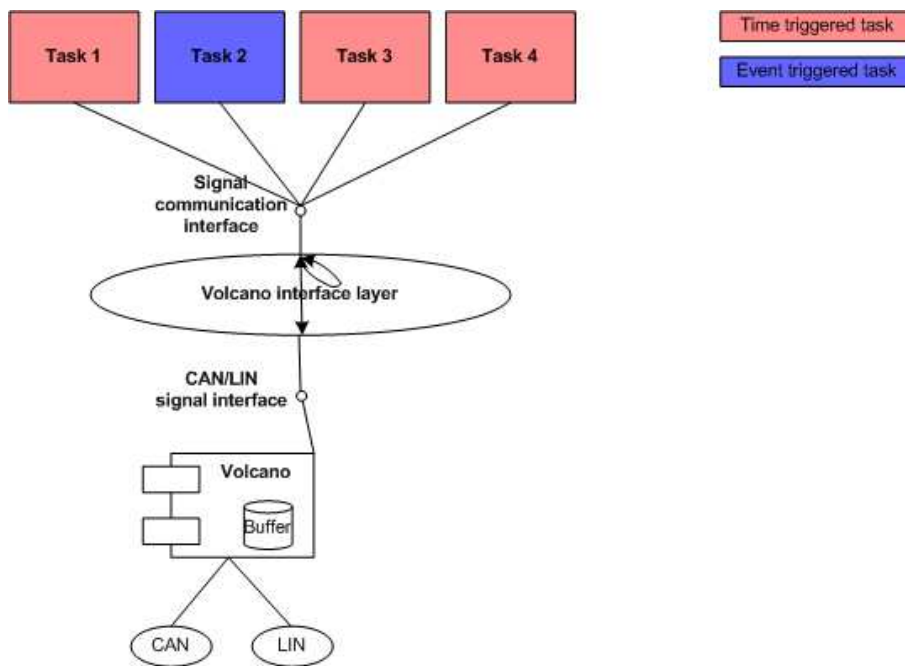 Task 1
Task 2
Task 3
Task 4
Time triggered task
Event triggered task
Signal
communication
interface
Volcano interface layer
CAN/LIN
signal interface
Volcano
Buffer
CAN
LIN